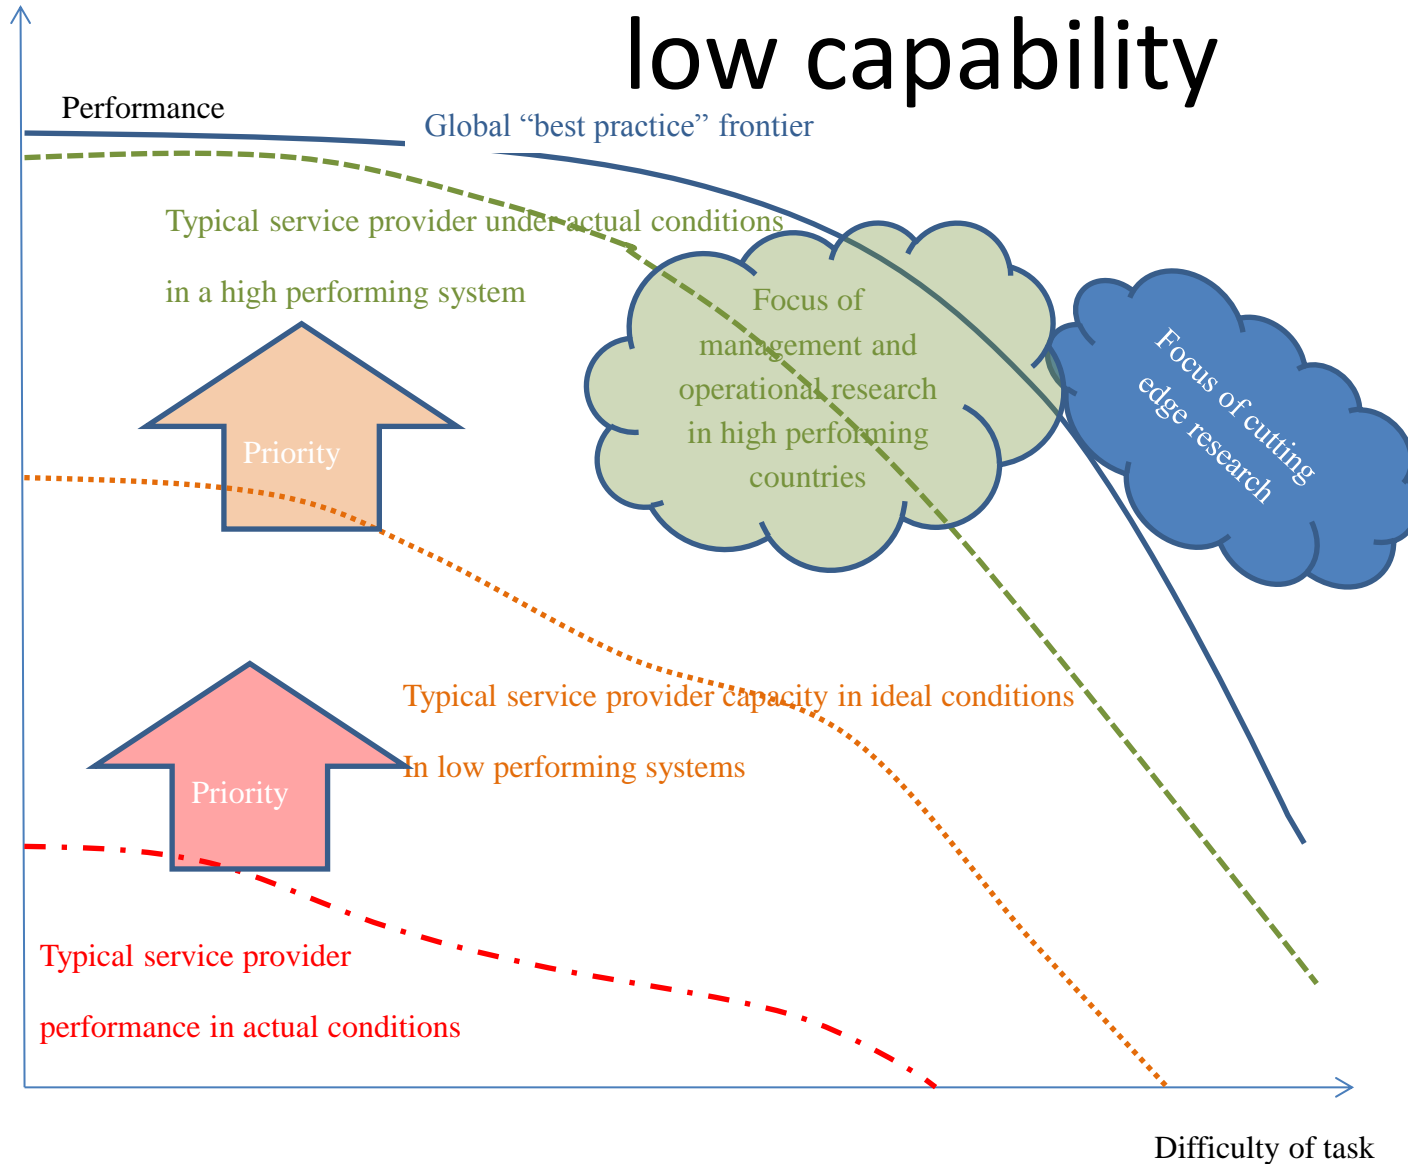 low capability
Performance
Global “best practice” frontier
Typical service provider under actual conditions
in a high performing system
Focus of
management and
operational research
in high performing
countries
Focus of cutting
edge research
Priority
Typical service provider capacity in ideal conditions
In low performing systems
Priority
Typical service provider
performance in actual conditions
Difficulty of task